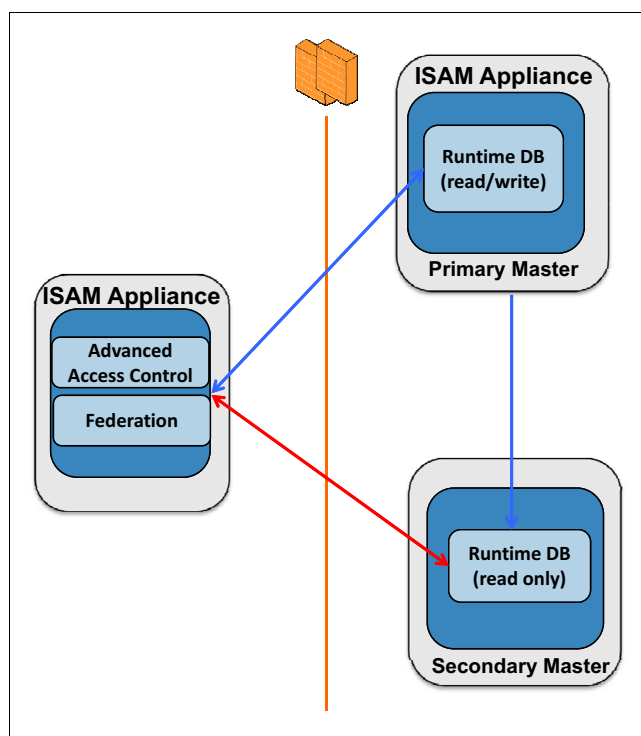 ISAM Appliance
Runtime DB
(read/write)
Primary Master
ISAM Appliance
Advanced
Access Control
Federation
Runtime DB
(read only)
Secondary Master